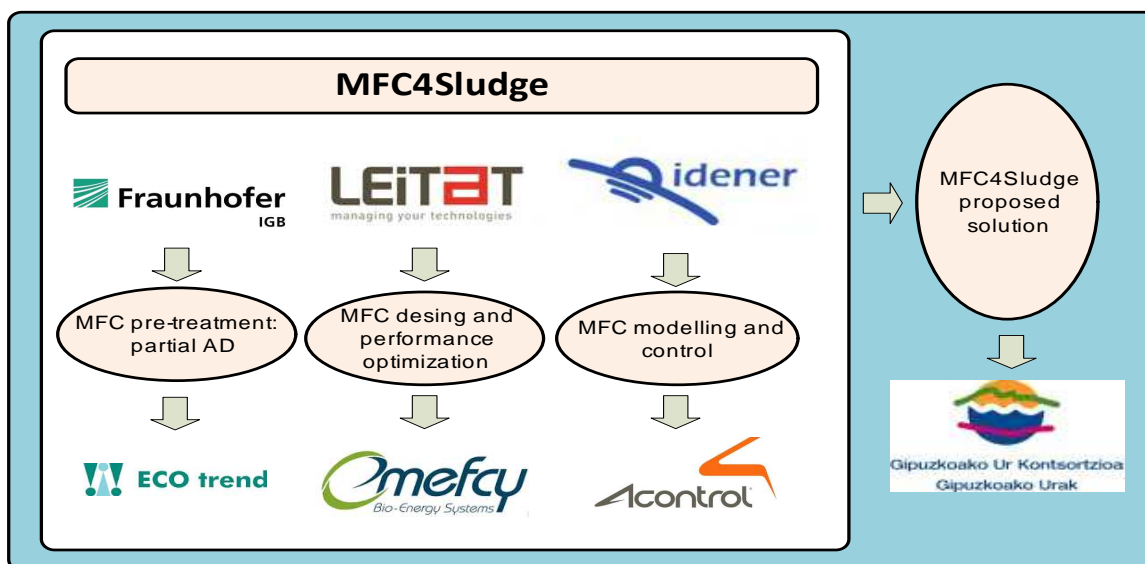 MFC4Sludge
Fraunhofer
IGB
LEITAT
managing your technologies
idener
MFC pre-treatment:
partial AD
MFC desing and
performance
optimization
MFC modelling and
control
ECO trend
emefcy
Bio-Energy Systems
Acontrol
MFC4Sludge
proposed
solution
Gipuzkoako Ur Kontsortzioa
Gipuzkoako Urak